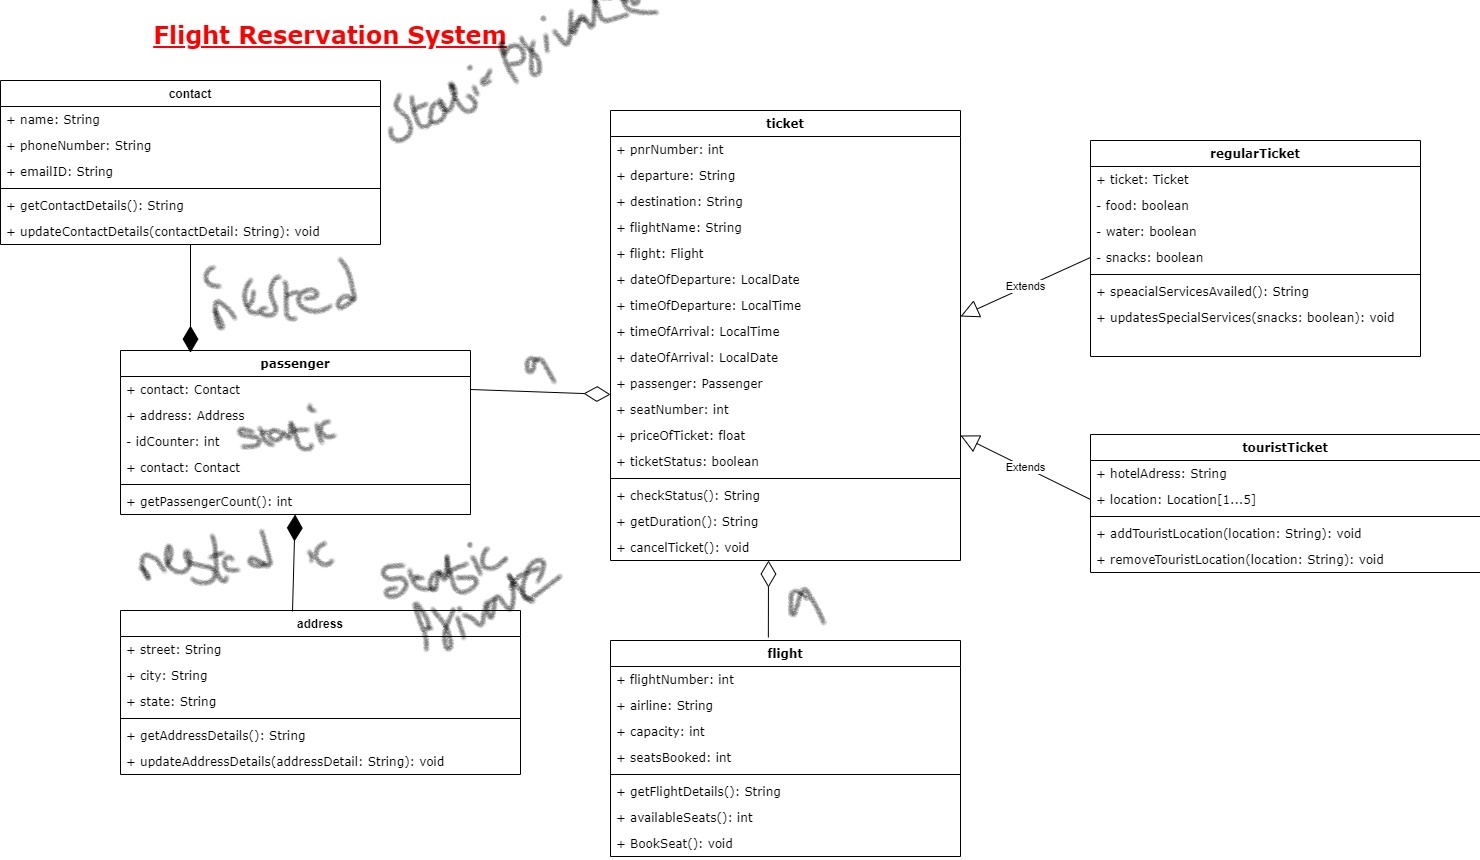 Flight Reservation System
static private
contact
+ name: String
+ phoneNumber: String
+ emailID: String
+ getContactDetails(): String
+ updateContactDetails(contactDetail: String): void
nested
passenger
+ contact: Contact
+ address: Address
- idCounter: int
static
+ contact: Contact
+ getPassengerCount(): int
nested ic
static
private
address
+ street: String
+ city: String
+ state: String
+ getAddressDetails(): String
+ updateAddressDetails(addressDetail: String): void
ticket
+ pnrNumber: int
+ departure: String
+ destination: String
+ flightName: String
+ flight: Flight
+ dateOfDeparture: LocalDate
+ timeOfDeparture: LocalTime
+ timeOfArrival: LocalTime
+ dateOfArrival: LocalDate
+ passenger: Passenger
+ seatNumber: int
+ priceOfTicket: float
+ ticketStatus: boolean
+ checkStatus(): String
+ getDuration(): String
+ cancelTicket(): void
flight
+ flightNumber: int
+ airline: String
+ capacity: int
+ seatsBooked: int
+ getFlightDetails(): String
+ availableSeats(): int
+ BookSeat(): void
Extends
regularTicket
+ ticket: Ticket
- food: boolean
- water: boolean
- snacks: boolean
+ speacialServicesAvailed(): String
+ updatesSpecialServices(snacks: boolean): void
Extends
touristTicket
+ hotelAdress: String
+ location: Location[1...5]
+ addTouristLocation(location: String): void
+ removeTouristLocation(location: String): void